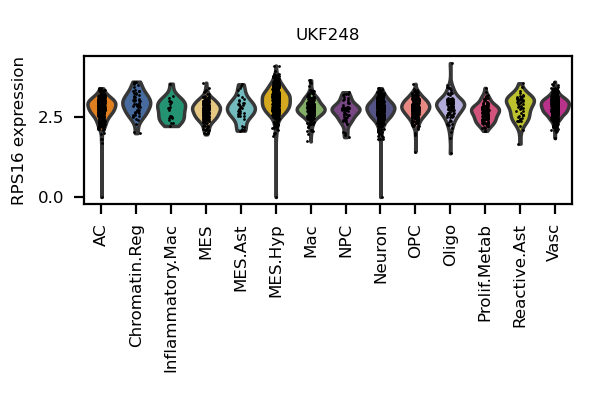 UKF248
RPS16 expression
2.5
0.0
AC
Chromatin.Reg
Inflammatory.Mac
MES
MES.Ast
MES.Hyp
Mac
NPC
Neuron
OPC
Oligo
Prolif.Metab
Reactive.Ast
Vasc